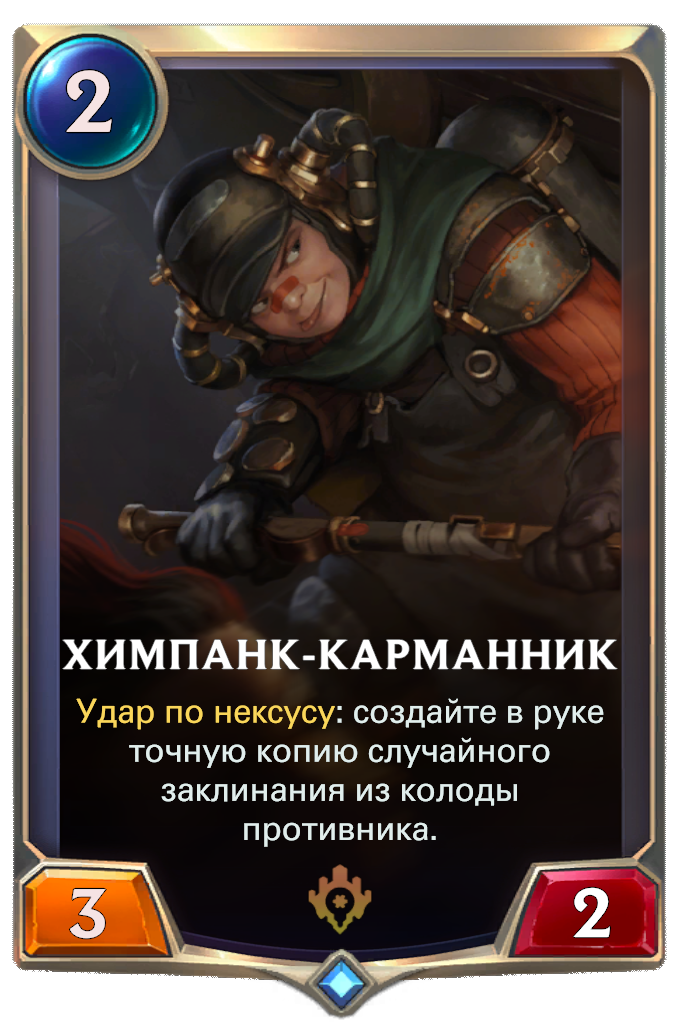 2
ХИМПАНК-КАРМАННИК
Удар по нексусу: создайте в руке
точную копию случайного
заклинания из колоды
противника.
3
2